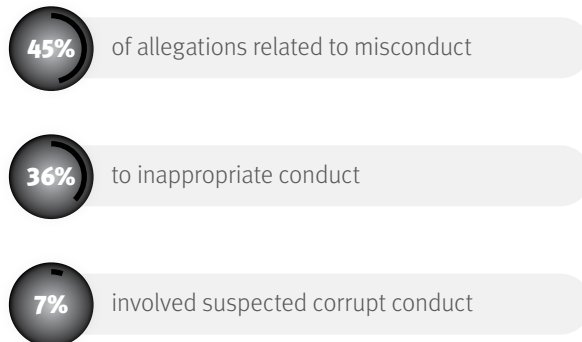 45% of allegations related to misconduct
36% to inappropriate conduct
7% involved suspected corrupt conduct